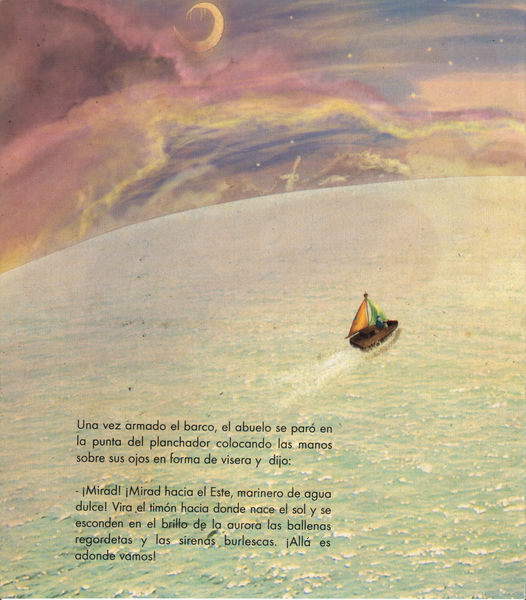 Una vez armado el barco, el abuelo se paró en
la punta del planchador colocando las manos
sobre sus ojos en forma de visera y dijo:
- ¡Mirad! ¡Mirad hacia el Este, marinero de agua
dulce! Vira el timón hacia donde nace el sol y se
esconden en el brillo de la aurora las ballenas
regordetas y las sirenas burlescas. ¡Allá es
adonde vamos!